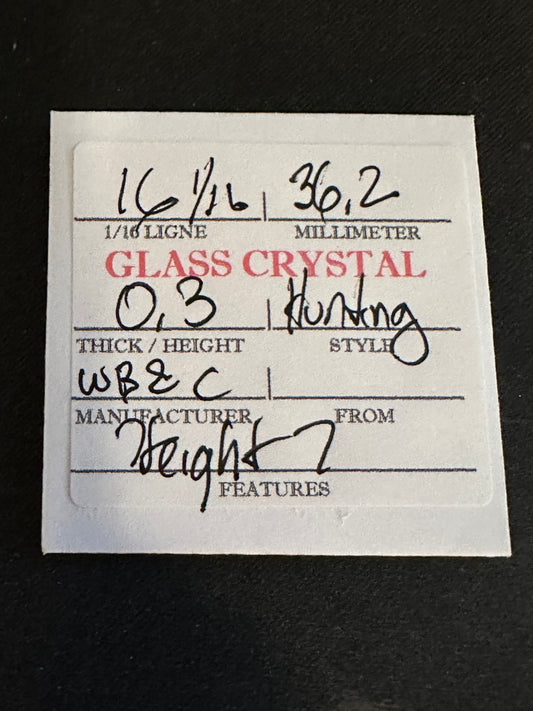 16 1/16 | 36,2
1/16 LIGNE MILLIMETER
GLASS CRYSTAL
0,3 | Hunting
THICK / HEIGHT STYLE
WB & C |
MANUFACTURER FROM
Height 7
FEATURES